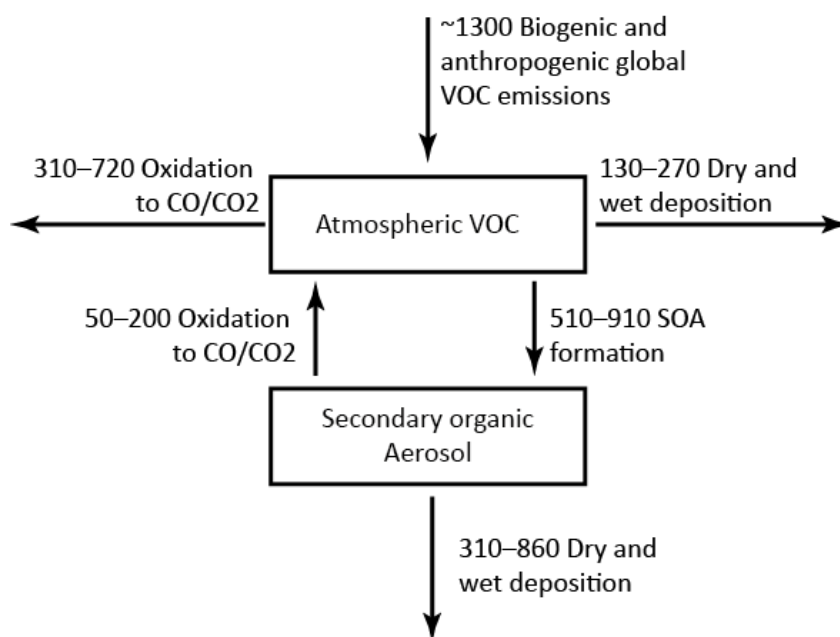 ~1300 Biogenic and
anthropogenic global
VOC emissions
310–720 Oxidation
to CO/CO2
130–270 Dry and
wet deposition
Atmospheric VOC
50–200 Oxidation
to CO/CO2
510–910 SOA
formation
Secondary organic
Aerosol
310–860 Dry and
wet deposition